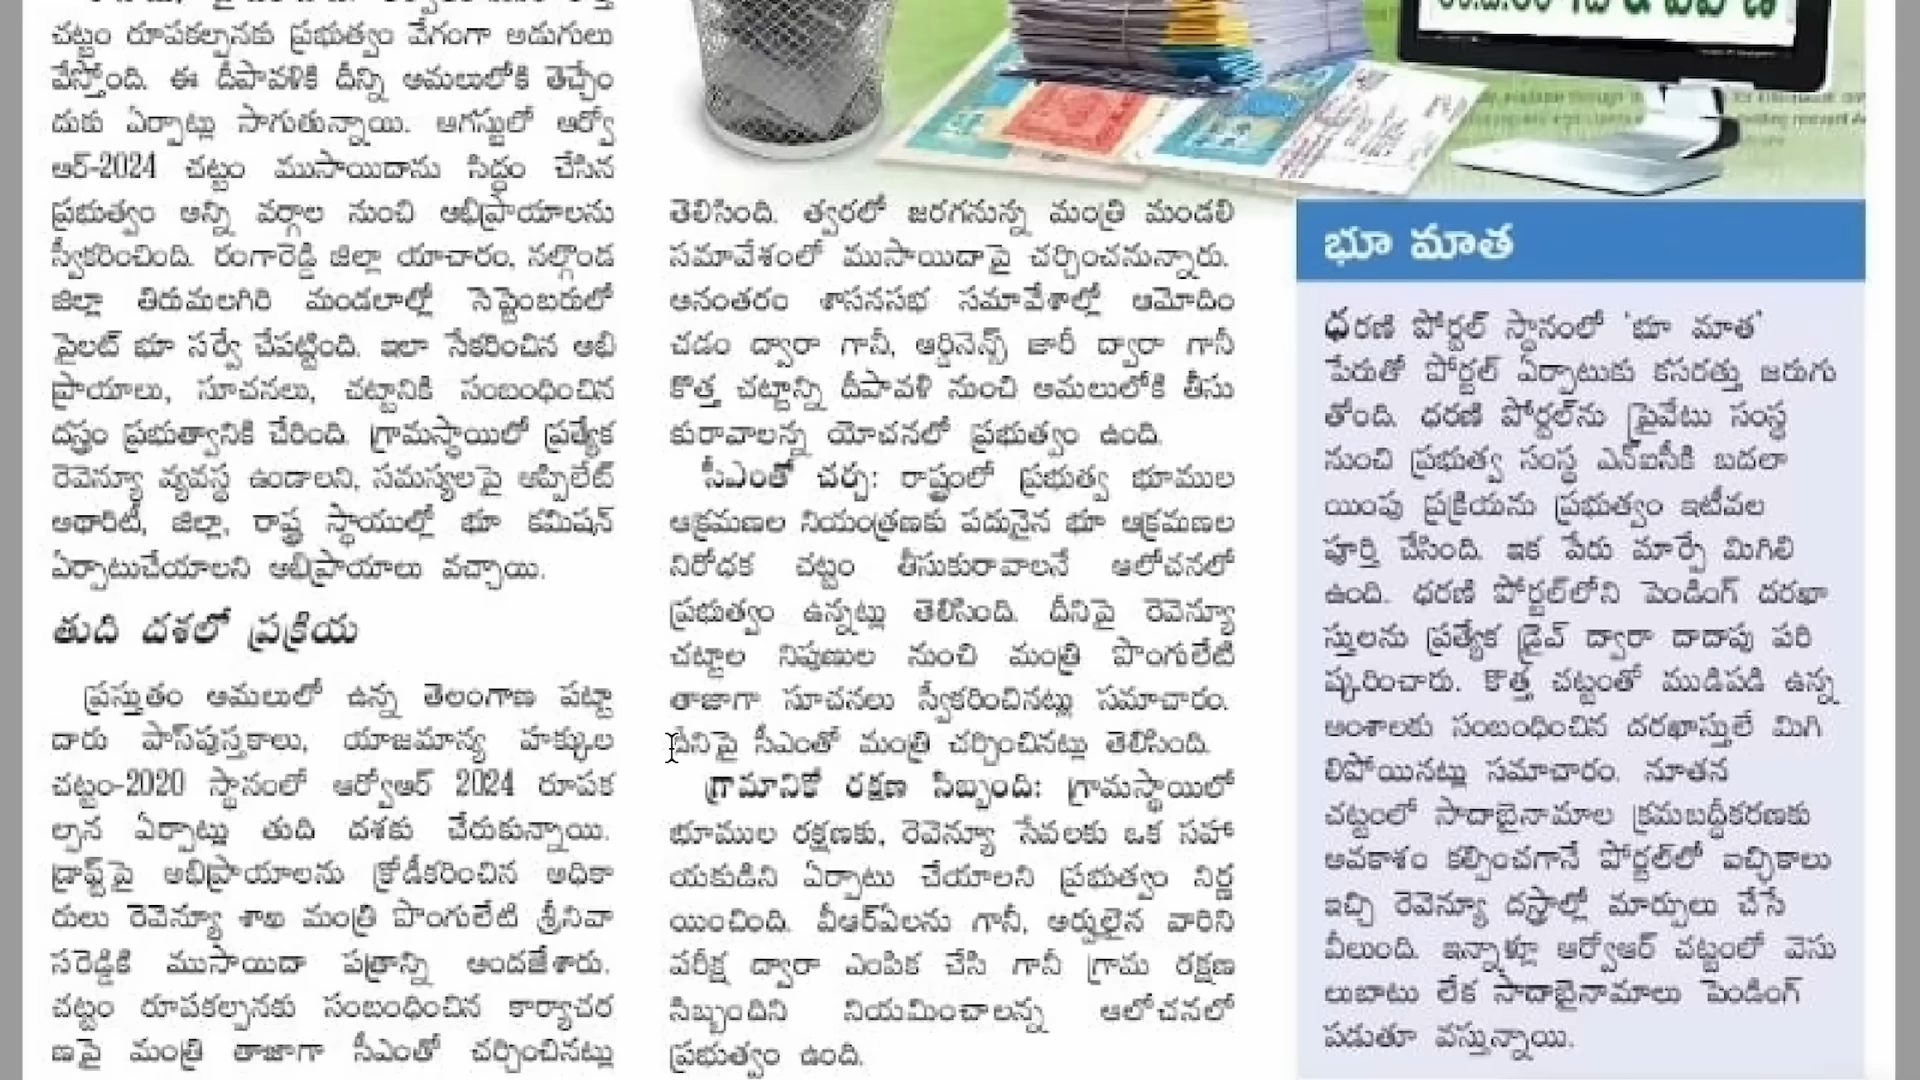 చట్టం రూపకల్పనకు ప్రభుత్వం వేగంగా అడుగులు
వేస్తోంది. ఈ దీపావళికి దీన్ని అమలులోకి తెచ్చేం
దుకు ఏర్పాట్లు సాగుతున్నాయి. ఆగస్టులో ఆర్వో
ఆర్-2024 చట్టం ముసాయిదాను సిద్ధం చేసిన
ప్రభుత్వం అన్ని వర్గాల నుంచి అభిప్రాయాలను
స్వీకరించింది. రంగారెడ్డి జిల్లా యాచారం, నల్గొండ
జిల్లా తిరుమలగిరి మండలాల్లో సెప్టెంబరులో
పైలట్ భూ సర్వే చేపట్టింది. ఇలా సేకరించిన అభి
ప్రాయాలు, సూచనలు, చట్టానికి సంబంధించిన
దస్త్రం ప్రభుత్వానికి చేరింది. గ్రామస్థాయిలో ప్రత్యేక
రెవెన్యూ వ్యవస్థ ఉండాలని, సమస్యలపై అప్పిలేట్
అథారిటీ, జిల్లా, రాష్ట్ర స్థాయుల్లో భూ కమిషన్
ఏర్పాటుచేయాలని అభిప్రాయాలు వచ్చాయి.
తుది దశలో ప్రక్రియ
ప్రస్తుతం అమలులో ఉన్న తెలంగాణ పట్టా
దారు పాస్‌పుస్తకాలు, యాజమాన్య హక్కుల
చట్టం-2020 స్థానంలో ఆర్వోఆర్ 2024 రూపక
ల్పన ఏర్పాట్లు తుది దశకు చేరుకున్నాయి.
డ్రాఫ్ట్‌పై అభిప్రాయాలను క్రోడీకరించిన అధికా
రులు రెవెన్యూ శాఖ మంత్రి పొంగులేటి శ్రీనివా
సరెడ్డికి ముసాయిదా పత్రాన్ని అందజేశారు.
చట్టం రూపకల్పనకు సంబంధించిన కార్యాచర
ణపై మంత్రి తాజాగా సీఎంతో చర్చించినట్లు
తెలిసింది. త్వరలో జరగనున్న మంత్రి మండలి
సమావేశంలో ముసాయిదాపై చర్చించనున్నారు.
అనంతరం శాసనసభ సమావేశాల్లో ఆమోదిం
చడం ద్వారా గానీ, ఆర్డినెన్స్ జారీ ద్వారా గానీ
కొత్త చట్టాన్ని దీపావళి నుంచి అమలులోకి తీసు
కురావాలన్న యోచనలో ప్రభుత్వం ఉంది.
సీఎంతో చర్చ: రాష్ట్రంలో ప్రభుత్వ భూముల
ఆక్రమణల నియంత్రణకు పదునైన భూ ఆక్రమణల
నిరోధక చట్టం తీసుకురావాలనే ఆలోచనలో
ప్రభుత్వం ఉన్నట్లు తెలిసింది. దీనిపై రెవెన్యూ
చట్టాల నిపుణుల నుంచి మంత్రి పొంగులేటి
తాజాగా సూచనలు స్వీకరించినట్లు సమాచారం.
దీనిపై సీఎంతో మంత్రి చర్చించినట్లు తెలిసింది.
గ్రామానికో రక్షణ సిబ్బంది: గ్రామస్థాయిలో
భూముల రక్షణకు, రెవెన్యూ సేవలకు ఒక సహా
యకుడిని ఏర్పాటు చేయాలని ప్రభుత్వం నిర్ణ
యించింది. వీఆర్ఏలను గానీ, అర్హులైన వారిని
పరీక్ష ద్వారా ఎంపిక చేసి గానీ గ్రామ రక్షణ
సిబ్బందిని నియమించాలన్న ఆలోచనలో
ప్రభుత్వం ఉంది.
భూ మాత
ధరణి పోర్టల్ స్థానంలో ‘భూ మాత’
పేరుతో పోర్టల్ ఏర్పాటుకు కసరత్తు జరుగు
తోంది. ధరణి పోర్టల్‌ను ప్రైవేటు సంస్థ
నుంచి ప్రభుత్వ సంస్థ ఎన్ఐసీకి బదలా
యింపు ప్రక్రియను ప్రభుత్వం ఇటీవల
పూర్తి చేసింది. ఇక పేరు మార్పే మిగిలి
ఉంది. ధరణి పోర్టల్‌లోని పెండింగ్ దరఖా
స్తులను ప్రత్యేక డ్రైవ్ ద్వారా దాదాపు పరి
ష్కరించారు. కొత్త చట్టంతో ముడిపడి ఉన్న
అంశాలకు సంబంధించిన దరఖాస్తులే మిగి
లిపోయినట్లు సమాచారం. నూతన
చట్టంలో సాదాబైనామాల క్రమబద్ధీకరణకు
అవకాశం కల్పించగానే పోర్టల్‌లో ఐచ్ఛికాలు
ఇచ్చి రెవెన్యూ దస్త్రాల్లో మార్పులు చేసే
వీలుంది. ఇన్నాళ్లూ ఆర్వోఆర్ చట్టంలో వెసు
లుబాటు లేక సాదాబైనామాలు పెండింగ్
పడుతూ వస్తున్నాయి.